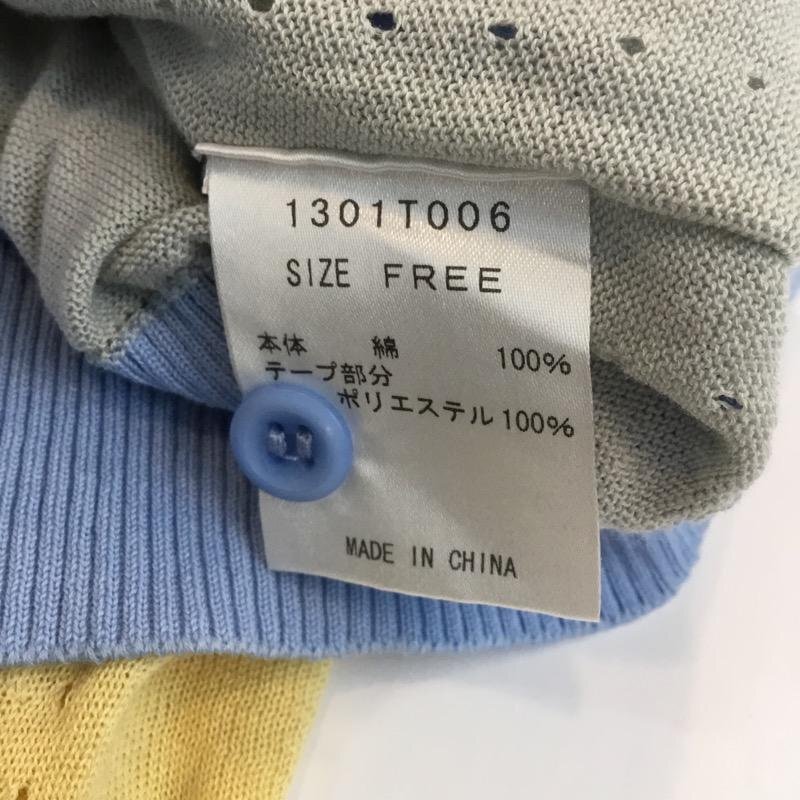 1301T006
SIZE FREE
本体 綿 100%
テープ部分
ポリエステル100%
MADE IN CHINA